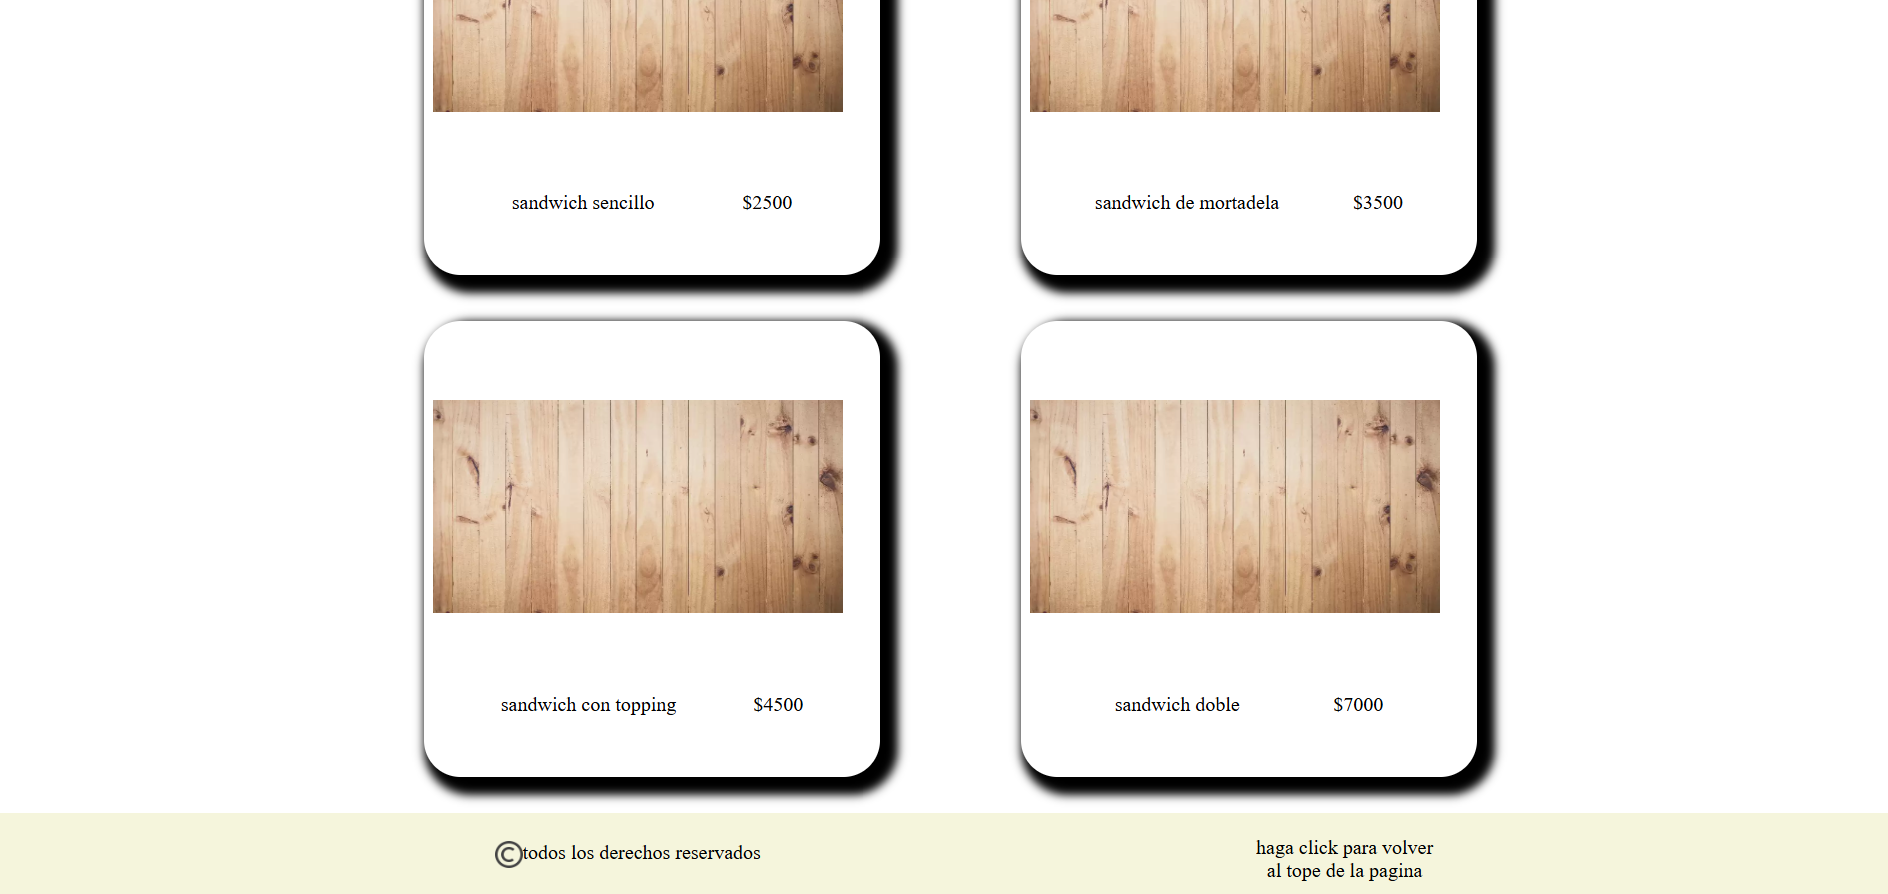 sandwich sencillo $2500
sandwich de mortadela $3500
sandwich con topping $4500
sandwich doble $7000
©todos los derechos reservados
haga click para volver
al tope de la pagina